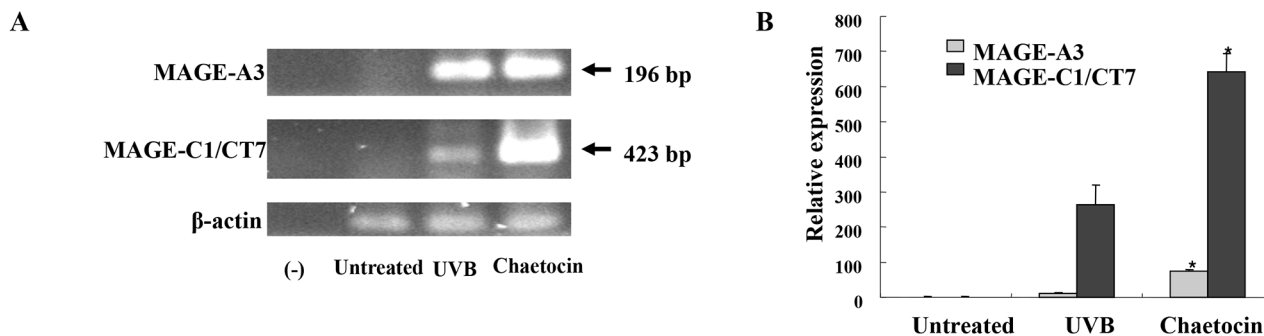 A
MAGE-A3
196 bp
MAGE-C1/CT7
423 bp
β-actin
(-) Untreated UVB Chaetocin
B
Relative expression
800
700
600
500
400
300
200
100
0
MAGE-A3
MAGE-C1/CT7
*
*
Untreated UVB Chaetocin